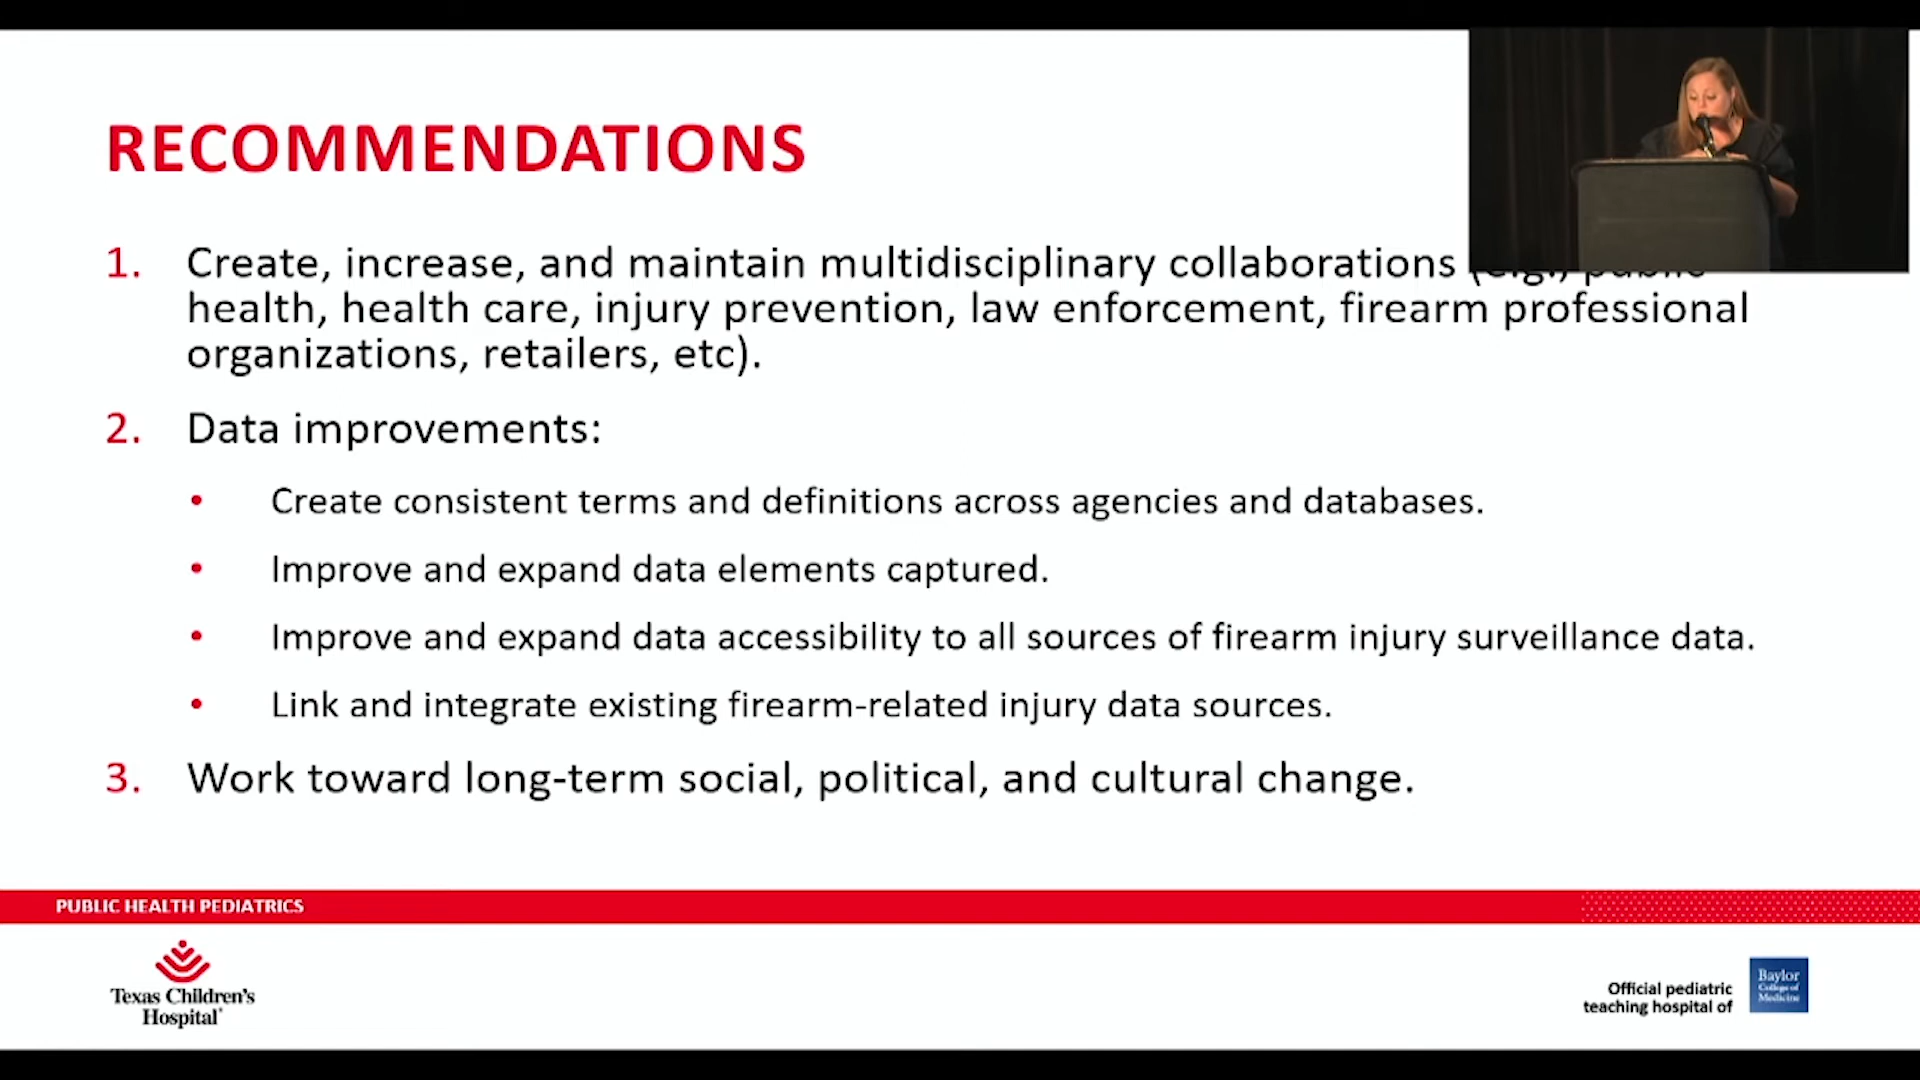 RECOMMENDATIONS
1. Create, increase, and maintain multidisciplinary collaborations (e.g., public
health, health care, injury prevention, law enforcement, firearm professional
organizations, retailers, etc).
2. Data improvements:
• Create consistent terms and definitions across agencies and databases.
• Improve and expand data elements captured.
• Improve and expand data accessibility to all sources of firearm injury surveillance data.
• Link and integrate existing firearm-related injury data sources.
3. Work toward long-term social, political, and cultural change.
PUBLIC HEALTH PEDIATRICS
Texas Children's
Hospital®
Official pediatric
teaching hospital of
Baylor
College of
Medicine